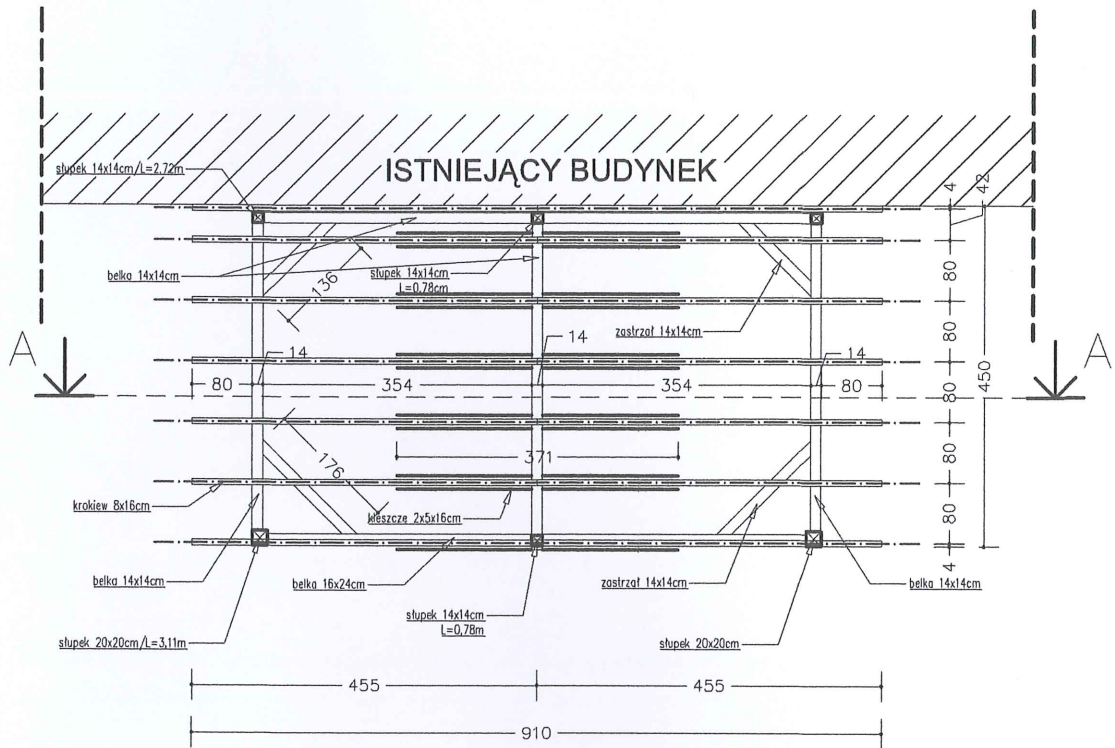 ISTNIEJĄCY BUDYNEK
słupek 14x14cm/L=2.72m
4
42
belka 14x14cm
136
słupek 14x14cm
L=0.78cm
80
zastrzał 14x14cm
80
A
14
14
14
A
80
354
354
80
80
450
176
371
80
krokiew 8x16cm
kleszcze 2x5x16cm
80
4
belka 14x14cm
belka 16x24cm
zastrzał 14x14cm
belka 14x14cm
słupek 14x14cm
L=0,78m
słupek 20x20cm/L=3,11m
słupek 20x20cm
455
455
910